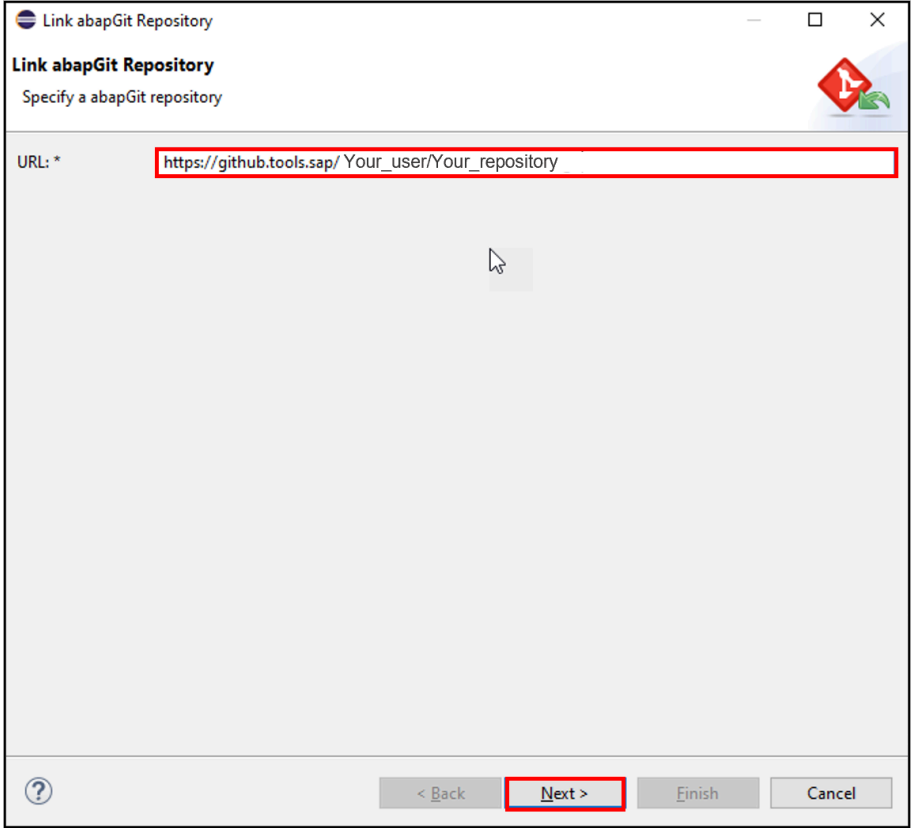 Link abapGit Repository
Link abapGit Repository
Specify a abapGit repository
URL: * https://github.tools.sap/ Your_user/Your_repository
? < Back Next > Finish Cancel